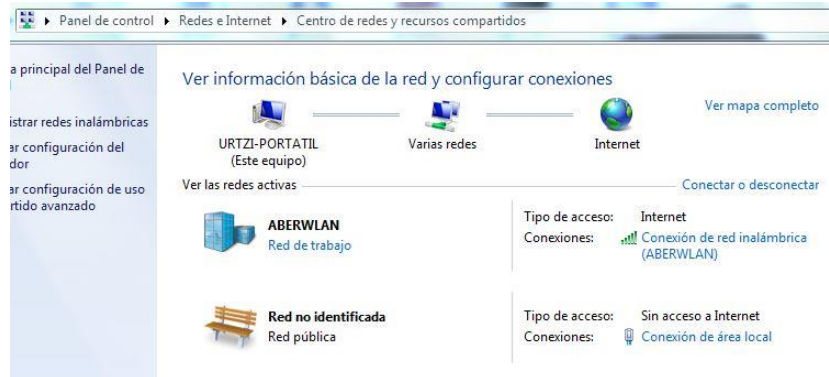 Panel de control ▸ Redes e Internet ▸ Centro de redes y recursos compartidos
a principal del Panel de
istrar redes inalámbricas
ar configuración del
dor
ar configuración de uso
rtido avanzado
Ver información básica de la red y configurar conexiones
Ver mapa completo
URTZI-PORTATIL
(Este equipo)
Varias redes
Internet
Ver las redes activas
Conectar o desconectar
ABERWLAN
Red de trabajo
Tipo de acceso: Internet
Conexiones: Conexión de red inalámbrica
(ABERWLAN)
Red no identificada
Red pública
Tipo de acceso: Sin acceso a Internet
Conexiones: Conexión de área local